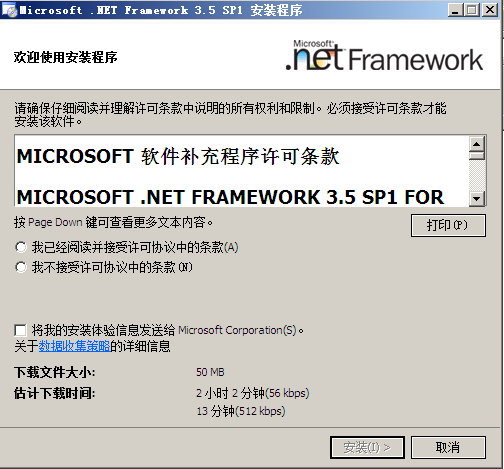 Microsoft .NET Framework 3.5 SP1 安装程序
欢迎使用安装程序
Microsoft
.net Framework
请确保仔细阅读并理解许可条款中说明的所有权利和限制。必须接受许可条款才能
安装该软件。
MICROSOFT 软件补充程序许可条款
MICROSOFT .NET FRAMEWORK 3.5 SP1 FOR
按 Page Down 键可查看更多文本内容。
打印(P)
我已经阅读并接受许可协议中的条款(A)
我不接受许可协议中的条款(N)
将我的安装体验信息发送给 Microsoft Corporation(S)。
关于数据收集策略的详细信息
下载文件大小: 50 MB
估计下载时间: 2 小时 2 分钟(56 kbps)
13 分钟(512 kbps)
安装(I) >
取消